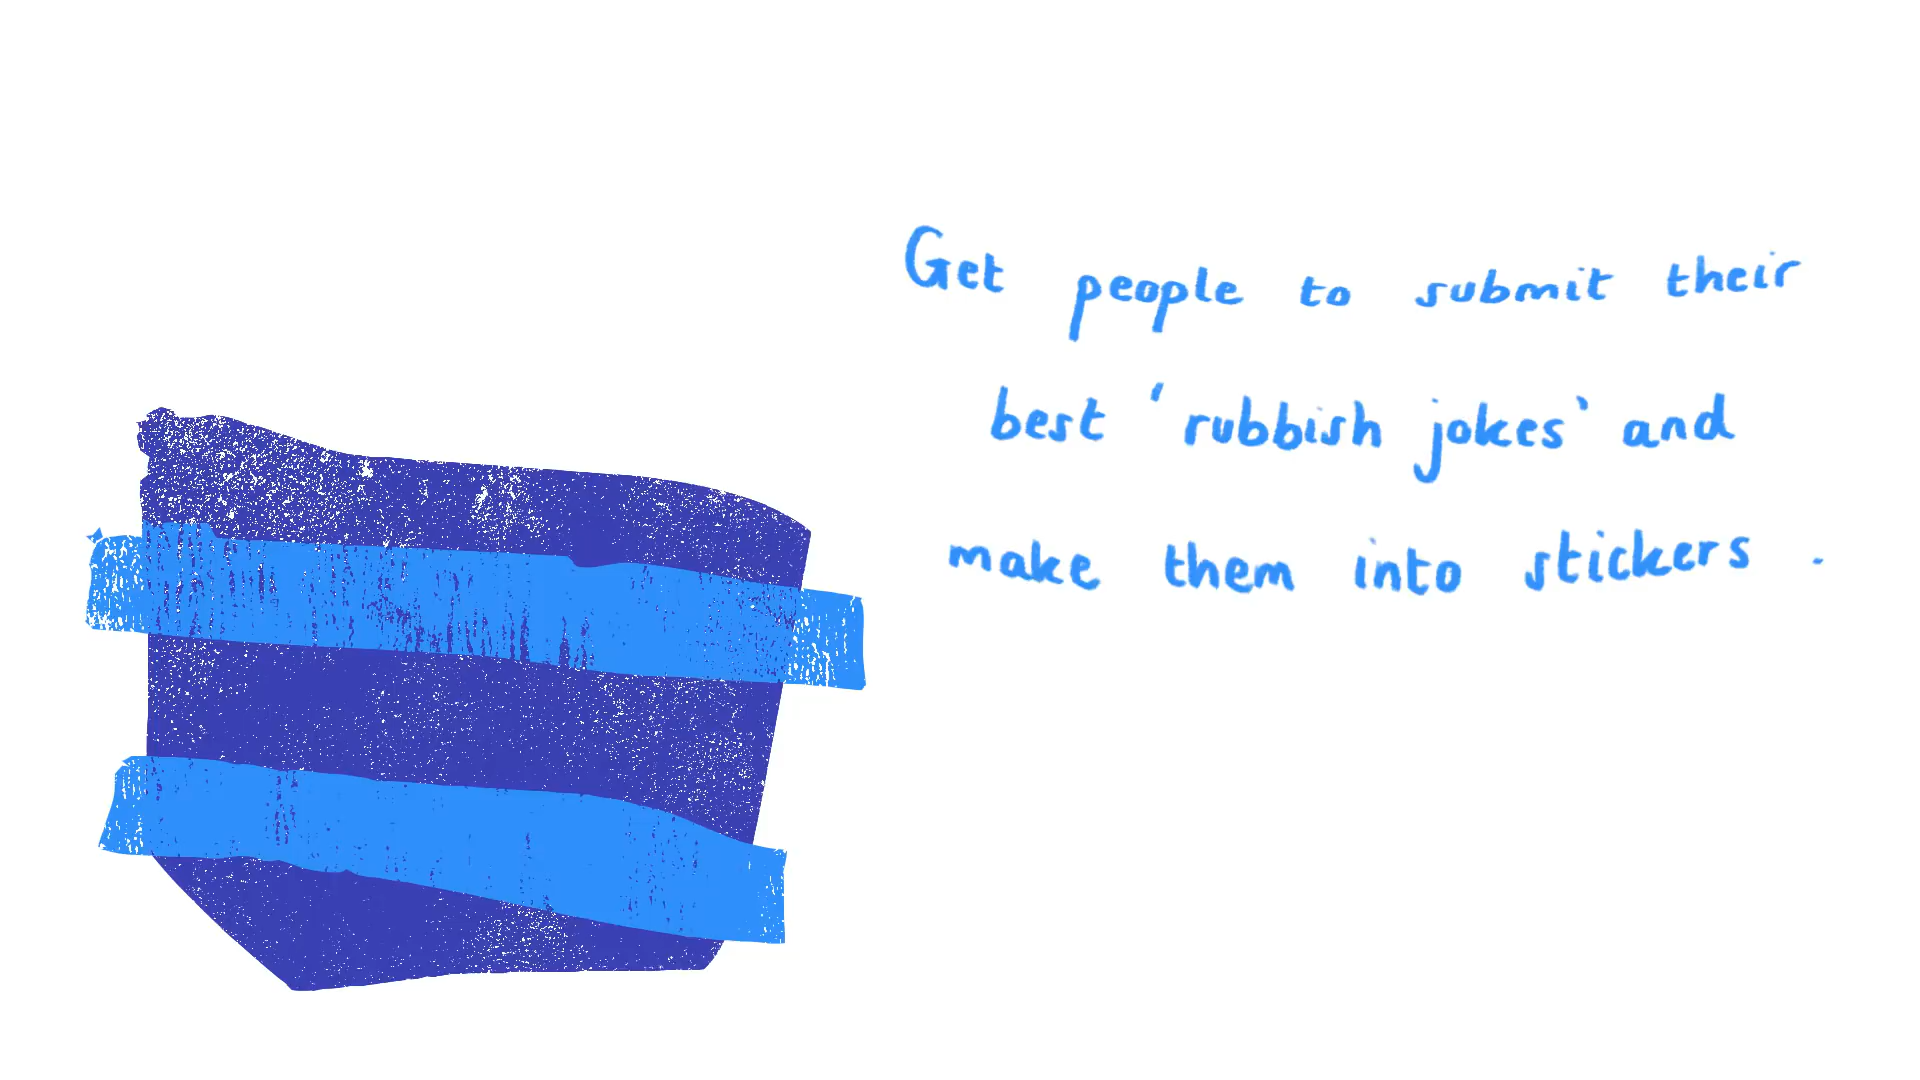 Get people to submit their
best 'rubbish jokes' and
make them into stickers.